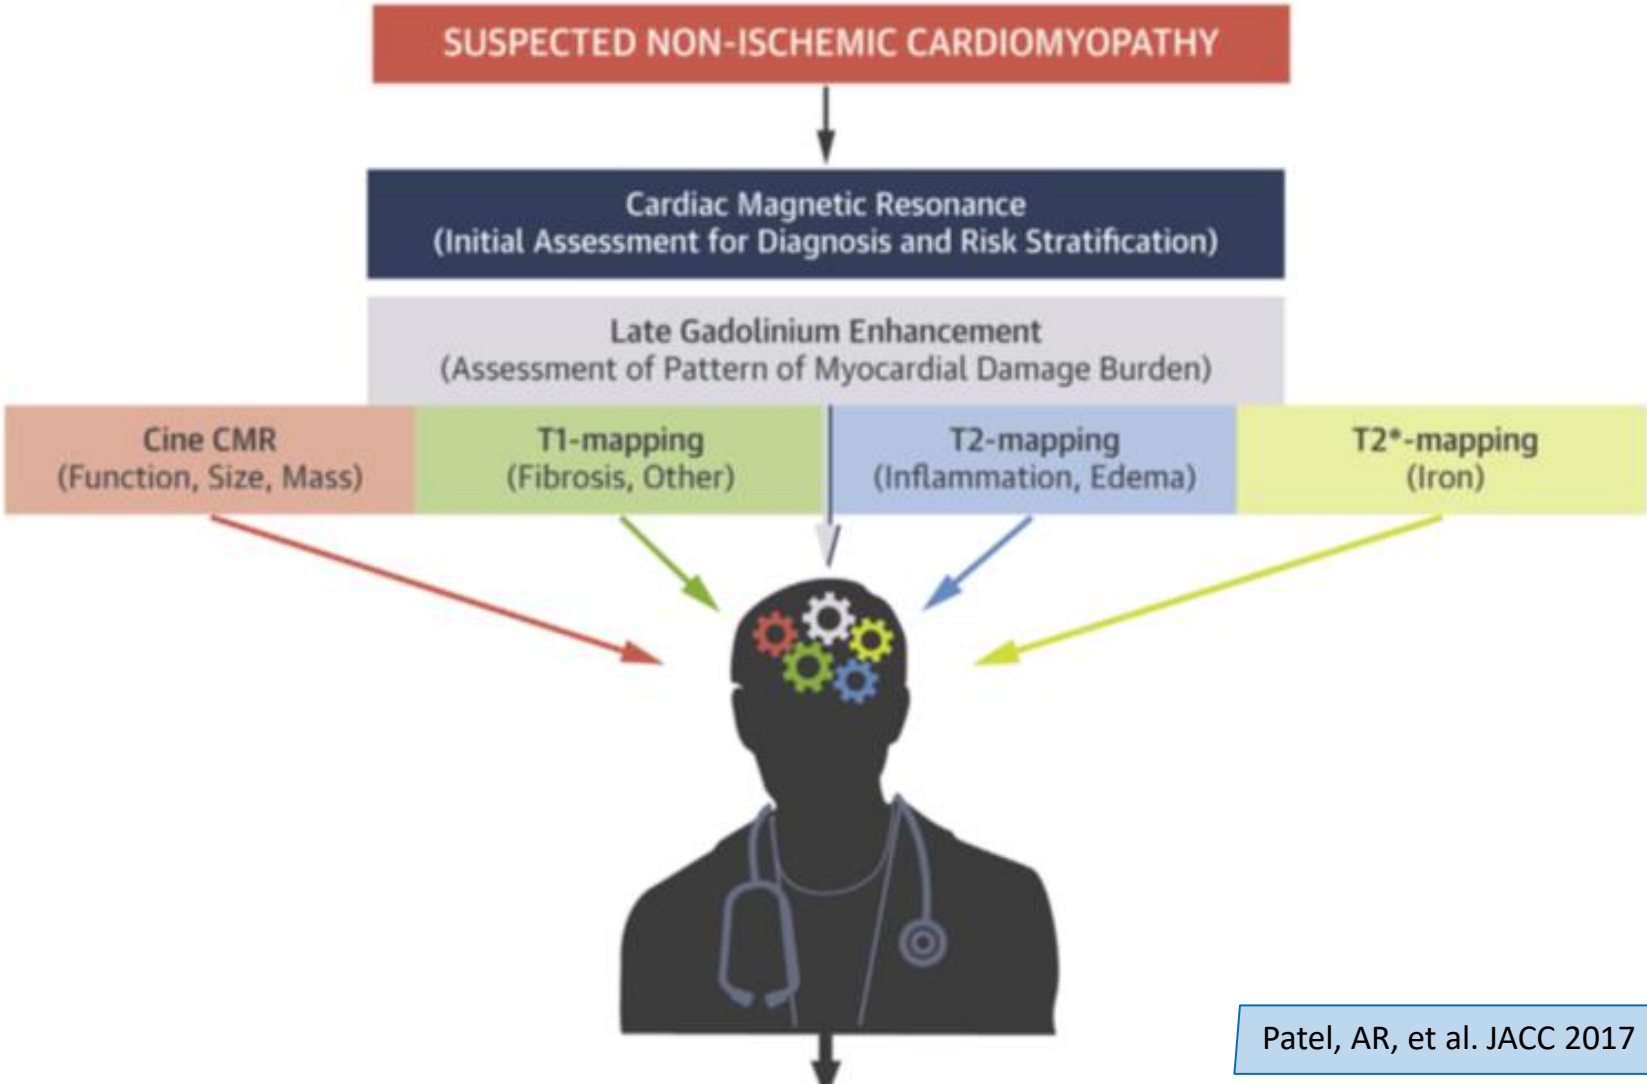 SUSPECTED NON-ISCHEMIC CARDIOMYOPATHY
Cardiac Magnetic Resonance
(Initial Assessment for Diagnosis and Risk Stratification)
Late Gadolinium Enhancement
(Assessment of Pattern of Myocardial Damage Burden)
Cine CMR
(Function, Size, Mass)
T1-mapping
(Fibrosis, Other)
T2-mapping
(Inflammation, Edema)
T2*-mapping
(Iron)
Patel, AR, et al. JACC 2017